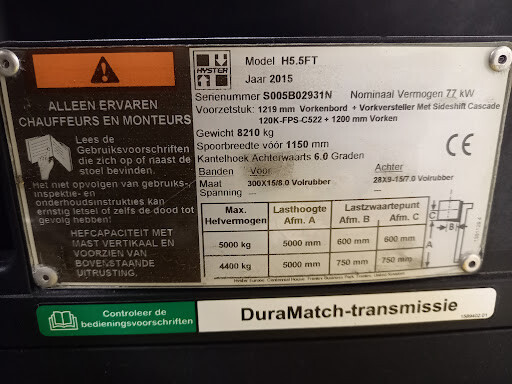 ALLEEN ERVAREN
CHAUFFEURS EN MONTEURS
Lees de
Gebruiksvoorschriften
die zich op of naast de
stoel bevinden.
Het niet opvolgen van gebruiks-,
inspektie- en
onderhoudsinstrukties kan
ernstig letsel of zelfs de dood tot
gevolg hebben!
HEFCAPACITEIT MET
MAST VERTIKAAL EN
VOORZIEN VAN
BOVENSTAANDE
UITRUSTING.
HYSTER
Model H5.5FT
Jaar 2015
Serienummer S005B02931N Nominaal Vermogen 77 kW
Voorzetstuk: 1219 mm Vorkenbord + Vorkversteller Met Sideshift Cascade
120K-FPS-C522 + 1200 mm Vorken
Gewicht 8210 kg
Spoorbreedte vóór 1150 mm
Kantelhoek Achterwaarts 6.0 Graden
CE
Banden Voor Achter
Maat 300X15/8.0 Volrubber 28X9-15/7.0 Volrubber
Spanning — —
Max. Hefvermogen Lasthoogte Afm. A Lastzwaartepunt Afm. B Afm. C
5000 kg 5000 mm 600 mm 600 mm
4400 kg 5000 mm 750 mm 750 mm
C
B
A
Controleer de
bedieningsvoorschriften
DuraMatch-transmissie